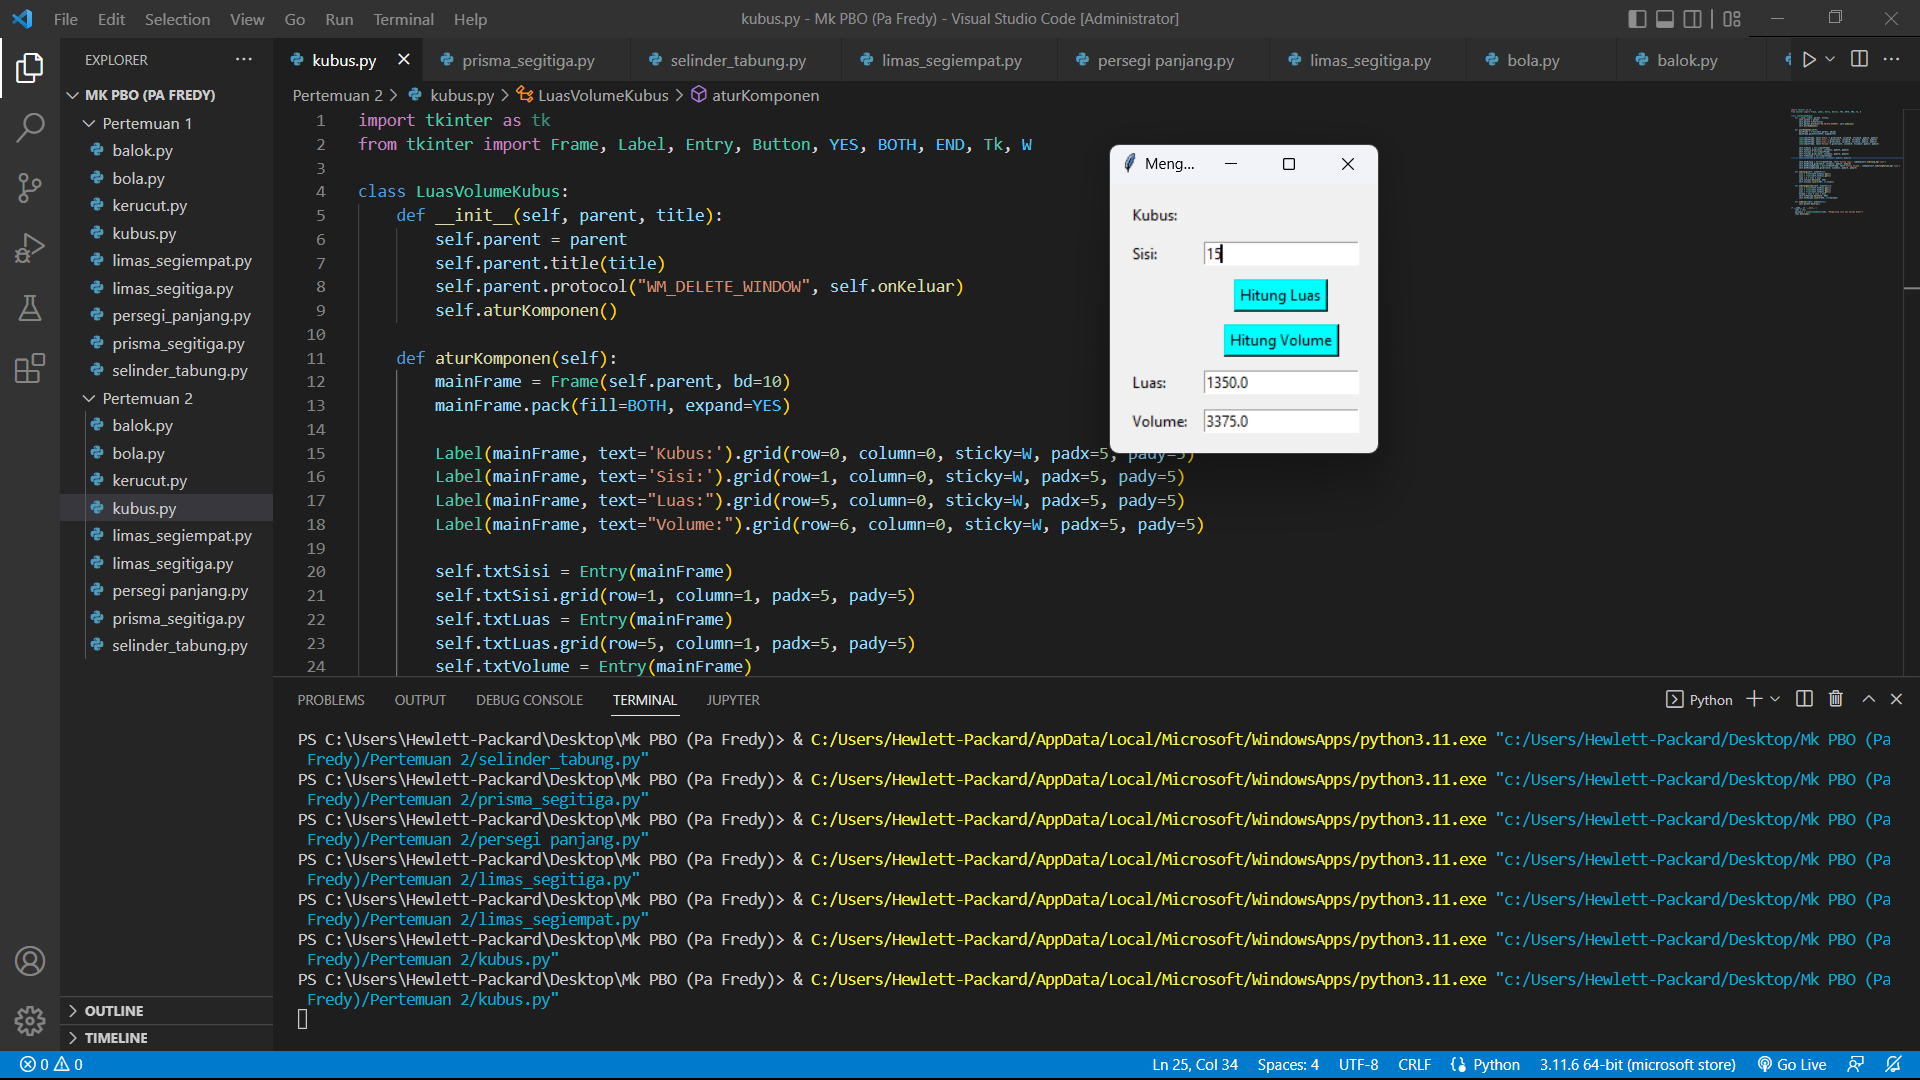 File Edit Selection View Go Run Terminal Help
kubus.py - Mk PBO (Pa Fredy) - Visual Studio Code [Administrator]
EXPLORER
MK PBO (PA FREDY)
Pertemuan 1
balok.py
bola.py
kerucut.py
kubus.py
limas_segiempat.py
limas_segitiga.py
persegi_panjang.py
prisma_segitiga.py
selinder_tabung.py
Pertemuan 2
balok.py
bola.py
kerucut.py
kubus.py
limas_segiempat.py
limas_segitiga.py
persegi panjang.py
prisma_segitiga.py
selinder_tabung.py
OUTLINE
TIMELINE
kubus.py prisma_segitiga.py selinder_tabung.py limas_segiempat.py persegi panjang.py limas_segitiga.py bola.py balok.py
Pertemuan 2 > kubus.py > LuasVolumeKubus > aturKomponen
1 import tkinter as tk
2 from tkinter import Frame, Label, Entry, Button, YES, BOTH, END, Tk, W
3
4 class LuasVolumeKubus:
5 def __init__(self, parent, title):
6 self.parent = parent
7 self.parent.title(title)
8 self.parent.protocol("WM_DELETE_WINDOW", self.onKeluar)
9 self.aturKomponen()
10
11 def aturKomponen(self):
12 mainFrame = Frame(self.parent, bd=10)
13 mainFrame.pack(fill=BOTH, expand=YES)
14
15 Label(mainFrame, text='Kubus:').grid(row=0, column=0, sticky=W, padx=5, pady=5)
16 Label(mainFrame, text='Sisi:').grid(row=1, column=0, sticky=W, padx=5, pady=5)
17 Label(mainFrame, text="Luas:").grid(row=5, column=0, sticky=W, padx=5, pady=5)
18 Label(mainFrame, text="Volume:").grid(row=6, column=0, sticky=W, padx=5, pady=5)
19
20 self.txtSisi = Entry(mainFrame)
21 self.txtSisi.grid(row=1, column=1, padx=5, pady=5)
22 self.txtLuas = Entry(mainFrame)
23 self.txtLuas.grid(row=5, column=1, padx=5, pady=5)
24 self.txtVolume = Entry(mainFrame)
Meng...
Kubus:
Sisi: 15
Hitung Luas
Hitung Volume
Luas: 1350.0
Volume: 3375.0
PROBLEMS OUTPUT DEBUG CONSOLE TERMINAL JUPYTER
Python
PS C:\Users\Hewlett-Packard\Desktop\Mk PBO (Pa Fredy)> & C:/Users/Hewlett-Packard/AppData/Local/Microsoft/WindowsApps/python3.11.exe "c:/Users/Hewlett-Packard/Desktop/Mk PBO (Pa
Fredy)/Pertemuan 2/selinder_tabung.py"
PS C:\Users\Hewlett-Packard\Desktop\Mk PBO (Pa Fredy)> & C:/Users/Hewlett-Packard/AppData/Local/Microsoft/WindowsApps/python3.11.exe "c:/Users/Hewlett-Packard/Desktop/Mk PBO (Pa
Fredy)/Pertemuan 2/prisma_segitiga.py"
PS C:\Users\Hewlett-Packard\Desktop\Mk PBO (Pa Fredy)> & C:/Users/Hewlett-Packard/AppData/Local/Microsoft/WindowsApps/python3.11.exe "c:/Users/Hewlett-Packard/Desktop/Mk PBO (Pa
Fredy)/Pertemuan 2/persegi panjang.py"
PS C:\Users\Hewlett-Packard\Desktop\Mk PBO (Pa Fredy)> & C:/Users/Hewlett-Packard/AppData/Local/Microsoft/WindowsApps/python3.11.exe "c:/Users/Hewlett-Packard/Desktop/Mk PBO (Pa
Fredy)/Pertemuan 2/limas_segitiga.py"
PS C:\Users\Hewlett-Packard\Desktop\Mk PBO (Pa Fredy)> & C:/Users/Hewlett-Packard/AppData/Local/Microsoft/WindowsApps/python3.11.exe "c:/Users/Hewlett-Packard/Desktop/Mk PBO (Pa
Fredy)/Pertemuan 2/limas_segiempat.py"
PS C:\Users\Hewlett-Packard\Desktop\Mk PBO (Pa Fredy)> & C:/Users/Hewlett-Packard/AppData/Local/Microsoft/WindowsApps/python3.11.exe "c:/Users/Hewlett-Packard/Desktop/Mk PBO (Pa
Fredy)/Pertemuan 2/kubus.py"
PS C:\Users\Hewlett-Packard\Desktop\Mk PBO (Pa Fredy)> & C:/Users/Hewlett-Packard/AppData/Local/Microsoft/WindowsApps/python3.11.exe "c:/Users/Hewlett-Packard/Desktop/Mk PBO (Pa
Fredy)/Pertemuan 2/kubus.py"
0 0 Ln 25, Col 34 Spaces: 4 UTF-8 CRLF Python 3.11.6 64-bit (microsoft store) Go Live